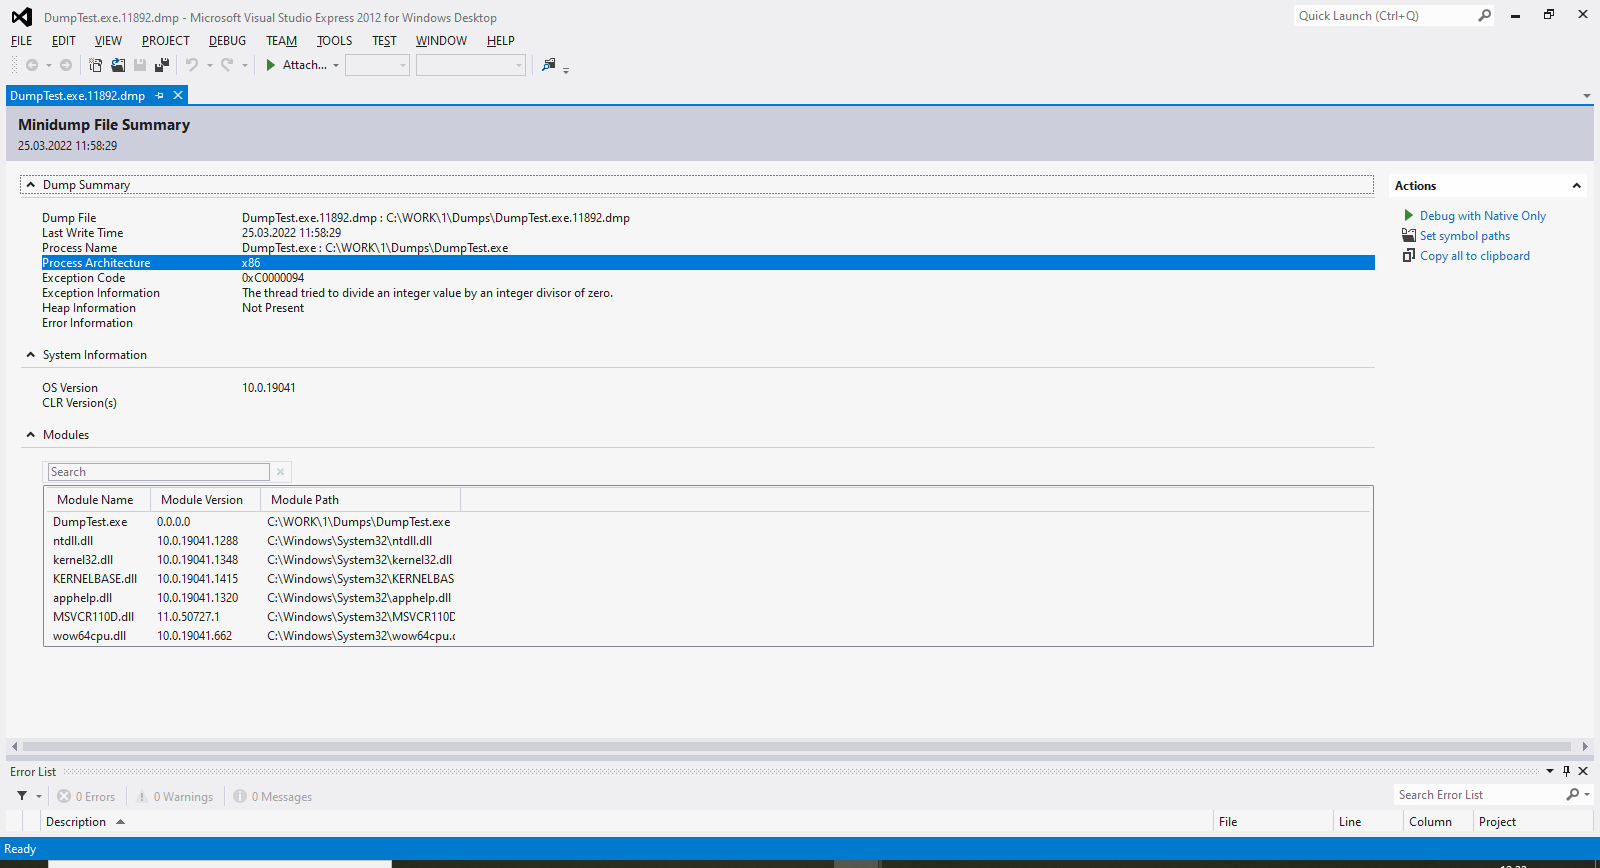 DumpTest.exe.11892.dmp - Microsoft Visual Studio Express 2012 for Windows Desktop
Quick Launch (Ctrl+Q)
FILE EDIT VIEW PROJECT DEBUG TEAM TOOLS TEST WINDOW HELP
Attach...
DumpTest.exe.11892.dmp
Minidump File Summary
25.03.2022 11:58:29
Dump Summary
Dump File DumpTest.exe.11892.dmp : C:\WORK\1\Dumps\DumpTest.exe.11892.dmp
Last Write Time 25.03.2022 11:58:29
Process Name DumpTest.exe : C:\WORK\1\Dumps\DumpTest.exe
Process Architecture x86
Exception Code 0xC0000094
Exception Information The thread tried to divide an integer value by an integer divisor of zero.
Heap Information Not Present
Error Information
System Information
OS Version 10.0.19041
CLR Version(s)
Modules
Search
Module Name Module Version Module Path
DumpTest.exe 0.0.0.0 C:\WORK\1\Dumps\DumpTest.exe
ntdll.dll 10.0.19041.1288 C:\Windows\System32\ntdll.dll
kernel32.dll 10.0.19041.1348 C:\Windows\System32\kernel32.dll
KERNELBASE.dll 10.0.19041.1415 C:\Windows\System32\KERNELBAS
apphelp.dll 10.0.19041.1320 C:\Windows\System32\apphelp.dll
MSVCR110D.dll 11.0.50727.1 C:\Windows\System32\MSVCR110D
wow64cpu.dll 10.0.19041.662 C:\Windows\System32\wow64cpu.
Actions
Debug with Native Only
Set symbol paths
Copy all to clipboard
Error List
0 Errors 0 Warnings 0 Messages
Search Error List
Description File Line Column Project
Ready